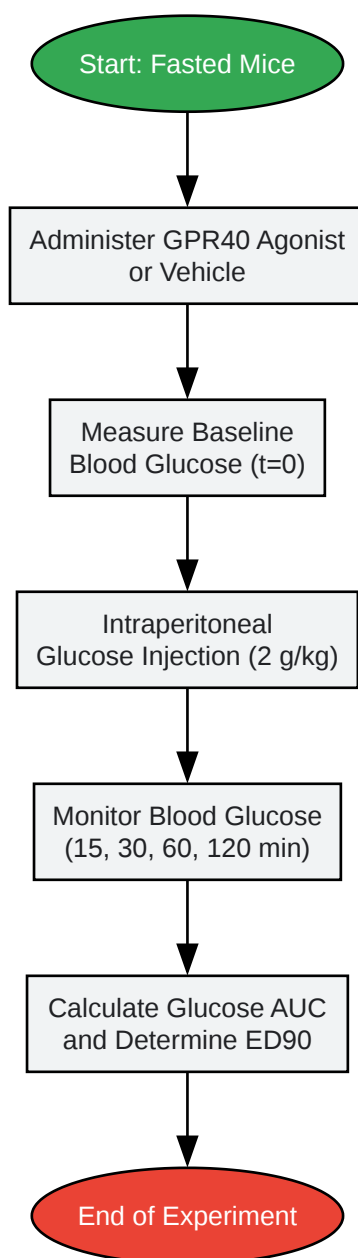 Start: Fasted Mice
Administer GPR40 Agonist
or Vehicle
Measure Baseline
Blood Glucose (t=0)
Intraperitoneal
Glucose Injection (2 g/kg)
Monitor Blood Glucose
(15, 30, 60, 120 min)
Calculate Glucose AUC
and Determine ED90
End of Experiment